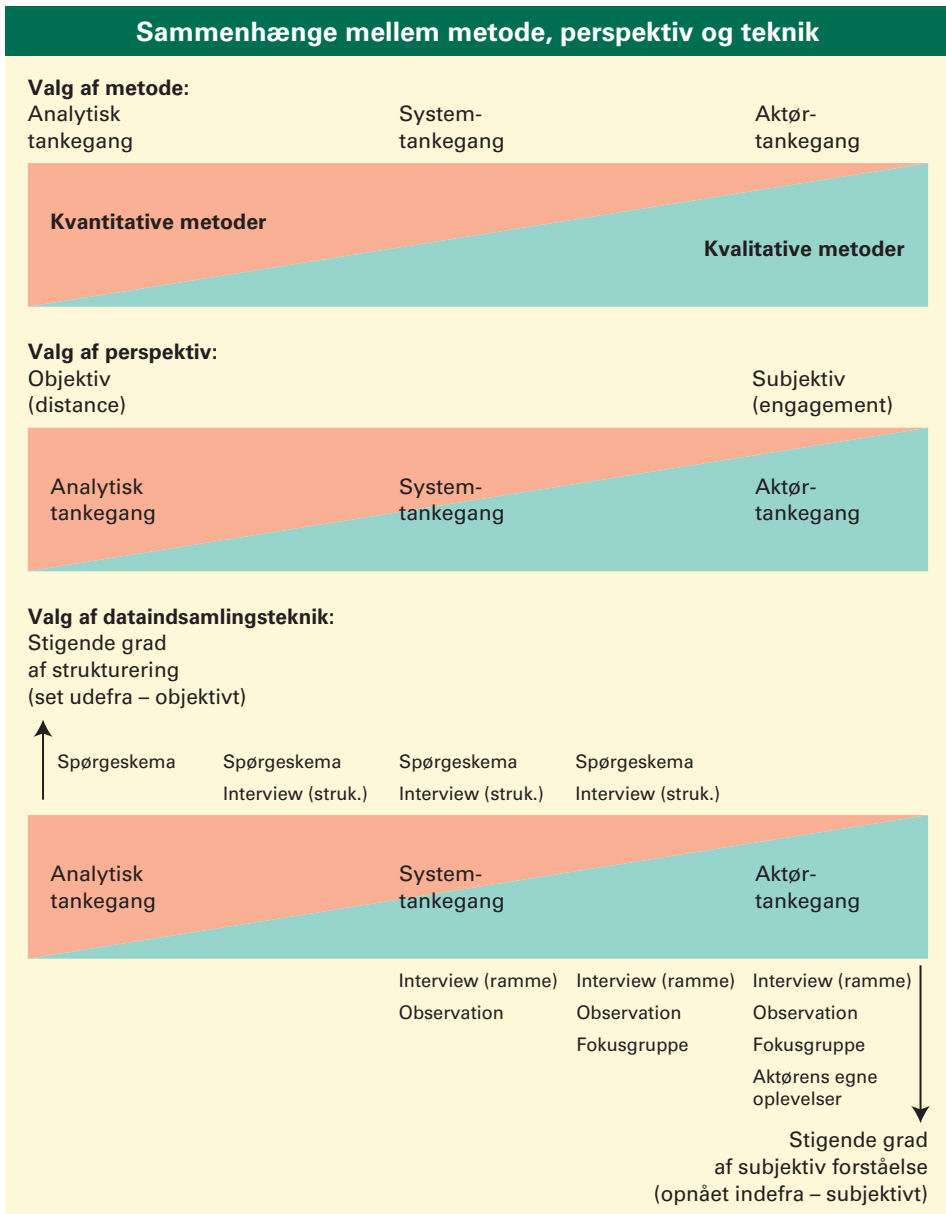 Sammenhænge mellem metode, perspektiv og teknik
Valg af metode:
Analytisk
tankegang
System-
tankegang
Aktør-
tankegang
Kvantitative metoder
Kvalitative metoder
Valg af perspektiv:
Objektiv
(distance)
Subjektiv
(engagement)
Analytisk
tankegang
System-
tankegang
Aktør-
tankegang
Valg af dataindsamlingsteknik:
Stigende grad
af strukturering
(set udefra – objektivt)
Spørgeskema
Spørgeskema
Interview (struk.)
Spørgeskema
Interview (struk.)
Spørgeskema
Interview (struk.)
Analytisk
tankegang
System-
tankegang
Aktør-
tankegang
Interview (ramme)
Observation
Interview (ramme)
Observation
Fokusgruppe
Interview (ramme)
Observation
Fokusgruppe
Aktørens egne
oplevelser
Stigende grad
af subjektiv forståelse
(opnået indefra – subjektivt)